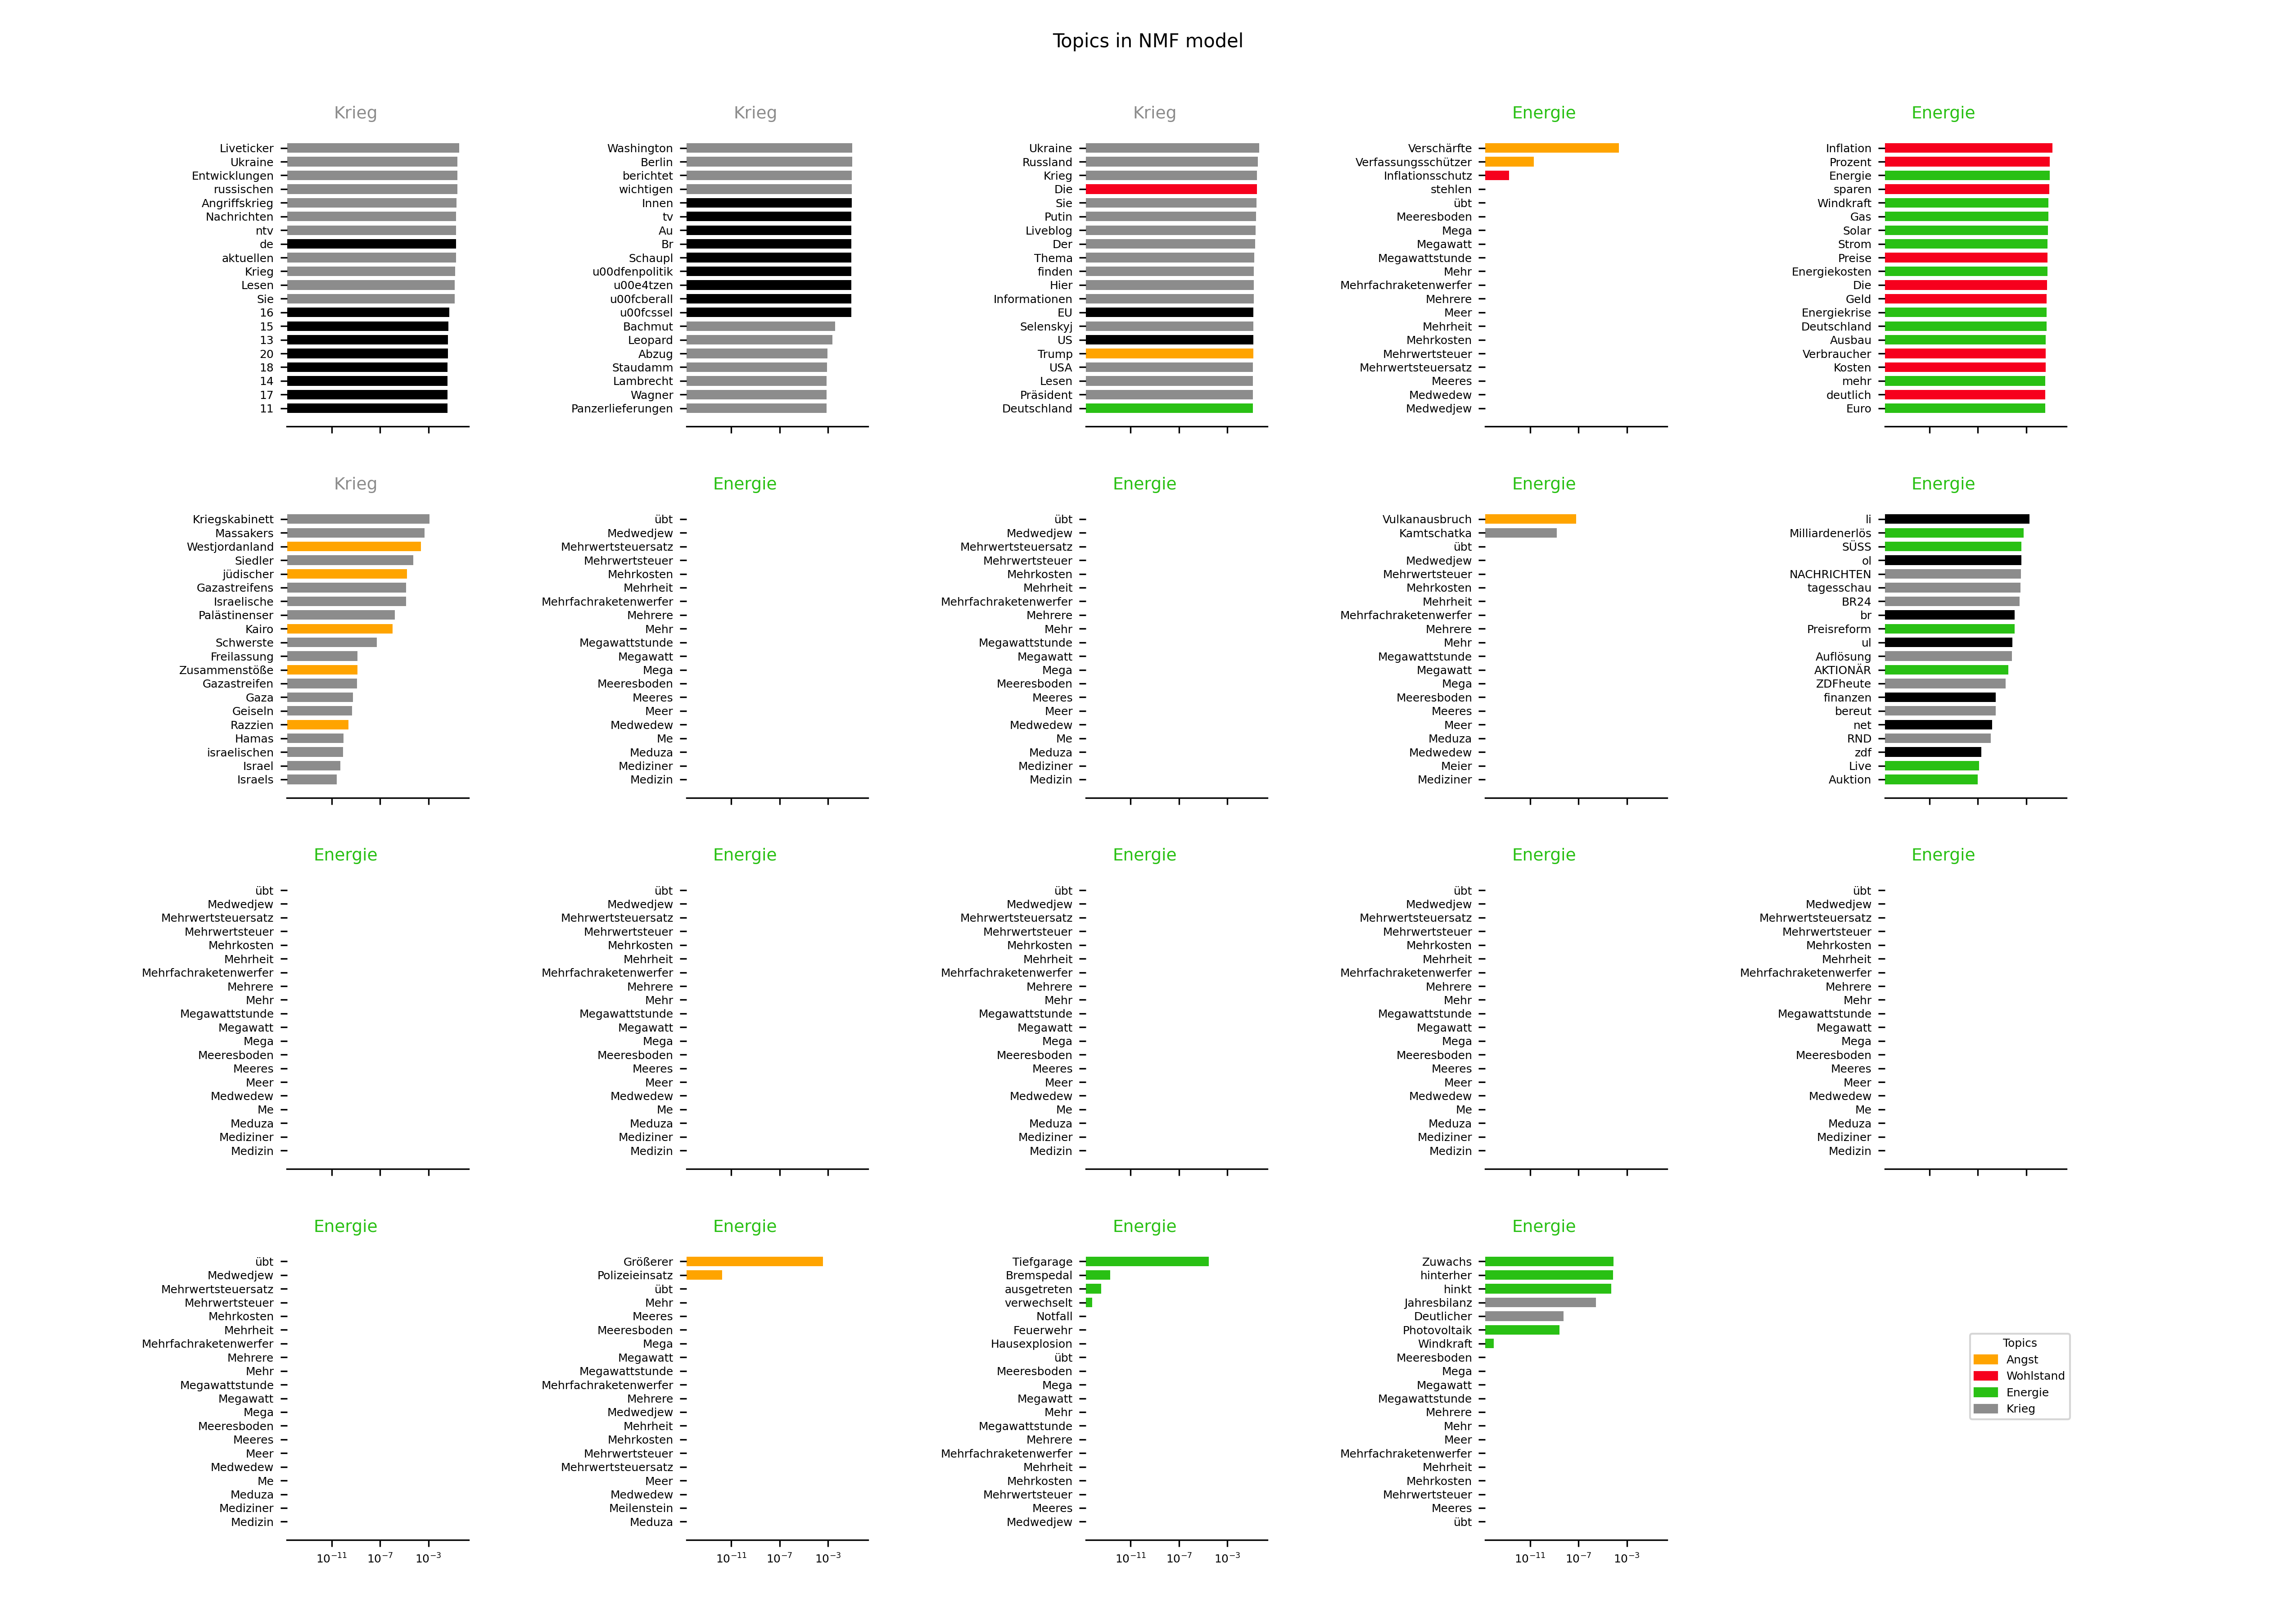 Topics in NMF model
Krieg
Liveticker
Ukraine
Entwicklungen
russischen
Angriffskrieg
Nachrichten
ntv
de
aktuellen
Krieg
Lesen
Sie
16
15
13
20
18
14
17
11
Krieg
Washington
Berlin
berichtet
wichtigen
Innen
tv
Au
Br
Schaupl
u00dfenpolitik
u00e4tzen
u00fcberall
u00fcssel
Bachmut
Leopard
Abzug
Staudamm
Lambrecht
Wagner
Panzerlieferungen
Krieg
Ukraine
Russland
Krieg
Die
Sie
Putin
Liveblog
Der
Thema
finden
Hier
Informationen
EU
Selenskyj
US
Trump
USA
Lesen
Präsident
Deutschland
Energie
Verschärfte
Verfassungsschützer
Inflationsschutz
stehlen
übt
Meeresboden
Mega
Megawatt
Megawattstunde
Mehr
Mehrfachraketenwerfer
Mehrere
Meer
Mehrheit
Mehrkosten
Mehrwertsteuer
Mehrwertsteuersatz
Meeres
Medwedew
Medwedjew
Energie
Inflation
Prozent
Energie
sparen
Windkraft
Gas
Solar
Strom
Preise
Energiekosten
Die
Geld
Energiekrise
Deutschland
Ausbau
Verbraucher
Kosten
mehr
deutlich
Euro
Krieg
Kriegskabinett
Massakers
Westjordanland
Siedler
jüdischer
Gazastreifens
Israelische
Palästinenser
Kairo
Schwerste
Freilassung
Zusammenstöße
Gazastreifen
Gaza
Geiseln
Razzien
Hamas
israelischen
Israel
Israels
Energie
übt
Medwedjew
Mehrwertsteuersatz
Mehrwertsteuer
Mehrkosten
Mehrheit
Mehrfachraketenwerfer
Mehrere
Mehr
Megawattstunde
Megawatt
Mega
Meeresboden
Meeres
Meer
Medwedew
Me
Meduza
Mediziner
Medizin
Energie
übt
Medwedjew
Mehrwertsteuersatz
Mehrwertsteuer
Mehrkosten
Mehrheit
Mehrfachraketenwerfer
Mehrere
Mehr
Megawattstunde
Megawatt
Mega
Meeresboden
Meeres
Meer
Medwedew
Me
Meduza
Mediziner
Medizin
Energie
Vulkanausbruch
Kamtschatka
übt
Medwedjew
Mehrwertsteuer
Mehrkosten
Mehrheit
Mehrfachraketenwerfer
Mehrere
Mehr
Megawattstunde
Megawatt
Mega
Meeresboden
Meeres
Meer
Meduza
Medwedew
Meier
Mediziner
Energie
li
Milliardenerlös
SÜSS
ol
NACHRICHTEN
tagesschau
BR24
br
Preisreform
ul
Auflösung
AKTIONÄR
ZDFheute
finanzen
bereut
net
RND
zdf
Live
Auktion
Energie
übt
Medwedjew
Mehrwertsteuersatz
Mehrwertsteuer
Mehrkosten
Mehrheit
Mehrfachraketenwerfer
Mehrere
Mehr
Megawattstunde
Megawatt
Mega
Meeresboden
Meeres
Meer
Medwedew
Me
Meduza
Mediziner
Medizin
Energie
übt
Medwedjew
Mehrwertsteuersatz
Mehrwertsteuer
Mehrkosten
Mehrheit
Mehrfachraketenwerfer
Mehrere
Mehr
Megawattstunde
Megawatt
Mega
Meeresboden
Meeres
Meer
Medwedew
Me
Meduza
Mediziner
Medizin
Energie
übt
Medwedjew
Mehrwertsteuersatz
Mehrwertsteuer
Mehrkosten
Mehrheit
Mehrfachraketenwerfer
Mehrere
Mehr
Megawattstunde
Megawatt
Mega
Meeresboden
Meeres
Meer
Medwedew
Me
Meduza
Mediziner
Medizin
Energie
übt
Medwedjew
Mehrwertsteuersatz
Mehrwertsteuer
Mehrkosten
Mehrheit
Mehrfachraketenwerfer
Mehrere
Mehr
Megawattstunde
Megawatt
Mega
Meeresboden
Meeres
Meer
Medwedew
Me
Meduza
Mediziner
Medizin
Energie
übt
Medwedjew
Mehrwertsteuersatz
Mehrwertsteuer
Mehrkosten
Mehrheit
Mehrfachraketenwerfer
Mehrere
Mehr
Megawattstunde
Megawatt
Mega
Meeresboden
Meeres
Meer
Medwedew
Me
Meduza
Mediziner
Medizin
Energie
übt
Medwedjew
Mehrwertsteuersatz
Mehrwertsteuer
Mehrkosten
Mehrheit
Mehrfachraketenwerfer
Mehrere
Mehr
Megawattstunde
Megawatt
Mega
Meeresboden
Meeres
Meer
Medwedew
Me
Meduza
Mediziner
Medizin
10⁻¹¹ 10⁻⁷ 10⁻³
Energie
Größerer
Polizeieinsatz
übt
Mehr
Meeres
Meeresboden
Mega
Megawatt
Megawattstunde
Mehrfachraketenwerfer
Mehrere
Medwedjew
Mehrheit
Mehrkosten
Mehrwertsteuer
Mehrwertsteuersatz
Meer
Medwedew
Meilenstein
Meduza
10⁻¹¹ 10⁻⁷ 10⁻³
Energie
Tiefgarage
Bremspedal
ausgetreten
verwechselt
Notfall
Feuerwehr
Hausexplosion
übt
Meeresboden
Mega
Megawatt
Mehr
Megawattstunde
Mehrere
Mehrfachraketenwerfer
Mehrheit
Mehrkosten
Mehrwertsteuer
Meeres
Medwedjew
10⁻¹¹ 10⁻⁷ 10⁻³
Energie
Zuwachs
hinterher
hinkt
Jahresbilanz
Deutlicher
Photovoltaik
Windkraft
Meeresboden
Mega
Megawatt
Megawattstunde
Mehrere
Mehr
Meer
Mehrfachraketenwerfer
Mehrheit
Mehrkosten
Mehrwertsteuer
Meeres
übt
10⁻¹¹ 10⁻⁷ 10⁻³
Topics
Angst
Wohlstand
Energie
Krieg